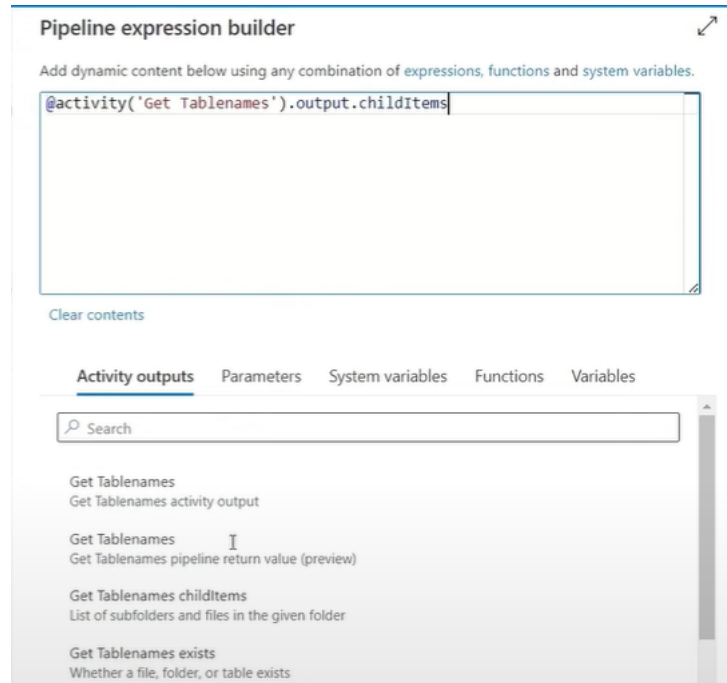 Pipeline expression builder
Add dynamic content below using any combination of expressions, functions and system variables.
@activity('Get Tablenames').output.childItems
Clear contents
Activity outputs Parameters System variables Functions Variables
Search
Get Tablenames
Get Tablenames activity output
Get Tablenames
Get Tablenames pipeline return value (preview)
Get Tablenames childItems
List of subfolders and files in the given folder
Get Tablenames exists
Whether a file, folder, or table exists